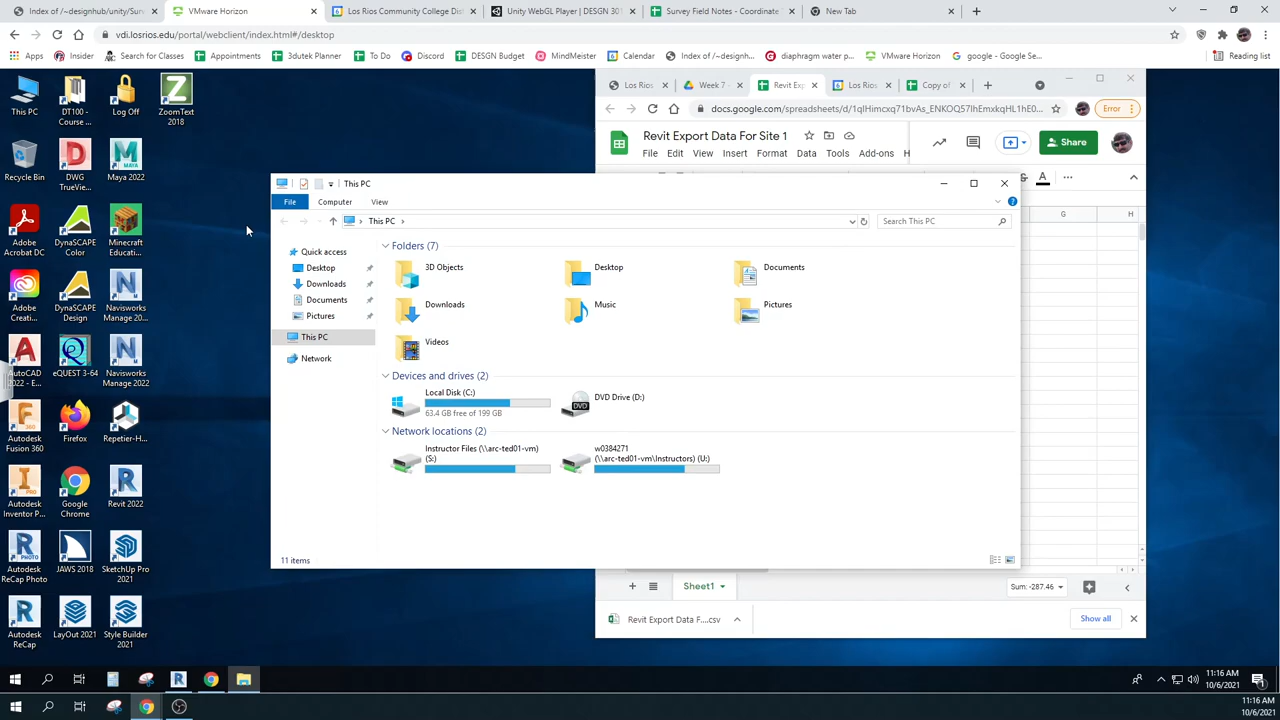 Index of /~designhub/unity/Surv
VMware Horizon
Los Rios Community College Dist
Unity WebGL Player | DESGN 301
Survey Field Notes - Coordinate
New Tab
vdi.losrios.edu/portal/webclient/index.html#/desktop
Apps
Insider
Search for Classes
Appointments
3dutek Planner
To Do
Discord
DESGN Budget
MindMeister
Calendar
Index of /~designh...
diaphragm water p...
VMware Horizon
google - Google Se...
Reading list
This PC
DT100 -
Course ...
Log Off
ZoomText
2018
Recycle Bin
DWG
TrueVie...
Maya 2022
Adobe
Acrobat DC
DynaSCAPE
Color
Minecraft
Educati...
Adobe
Creati...
DynaSCAPE
Design
Navisworks
Manage 20...
AutoCAD
2022 - E...
eQUEST 3-64
Navisworks
Manage 2022
Autodesk
Fusion 360
Firefox
Repetier-H...
Autodesk
Inventor P...
Google
Chrome
Revit 2022
Autodesk
ReCap Photo
JAWS 2018
SketchUp Pro
2021
Autodesk
ReCap
LayOut 2021
Style Builder
2021
Los Rios
Week 7 -
Revit Exp
Los Rios
Copy of
docs.google.com/spreadsheets/d/
Error
Revit Export Data For Site 1
File
Edit
View
Insert
Format
Data
Tools
Add-ons
H
Share
S
A
G
H
This PC
File
Computer
View
This PC
Search This PC
Quick access
Desktop
Downloads
Documents
Pictures
This PC
Network
Folders (7)
3D Objects
Desktop
Documents
Downloads
Music
Pictures
Videos
Devices and drives (2)
Local Disk (C:)
63.4 GB free of 199 GB
DVD Drive (D:)
DVD
Network locations (2)
Instructor Files (\\arc-ted01-vm)
(S:)
w0384271
(\\arc-ted01-vm\Instructors) (U:)
11 items
Sheet1
Sum: -287.46
Revit Export Data F....csv
Show all
11:16 AM
10/6/2021
11:16 AM
10/6/2021